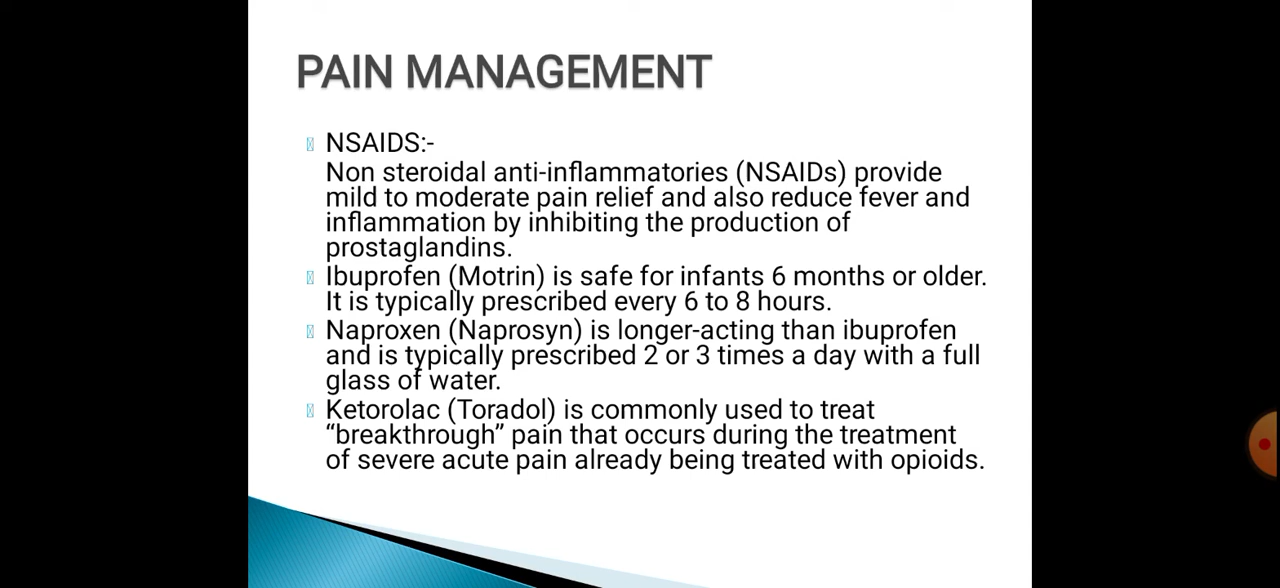 PAIN MANAGEMENT
NSAIDS:-
Non steroidal anti-inflammatories (NSAIDs) provide
mild to moderate pain relief and also reduce fever and
inflammation by inhibiting the production of
prostaglandins.
Ibuprofen (Motrin) is safe for infants 6 months or older.
It is typically prescribed every 6 to 8 hours.
Naproxen (Naprosyn) is longer-acting than ibuprofen
and is typically prescribed 2 or 3 times a day with a full
glass of water.
Ketorolac (Toradol) is commonly used to treat
“breakthrough” pain that occurs during the treatment
of severe acute pain already being treated with opioids.